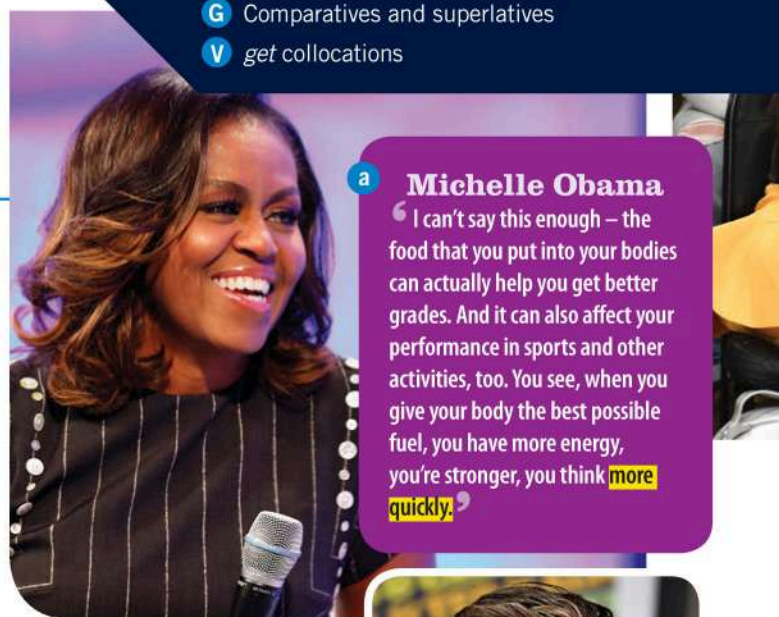 G Comparatives and superlatives
V get collocations
a
Michelle Obama
‘I can’t say this enough – the
food that you put into your bodies
can actually help you get better
grades. And it can also affect your
performance in sports and other
activities, too. You see, when you
give your body the best possible
fuel, you have more energy,
you’re stronger, you think more
quickly.’